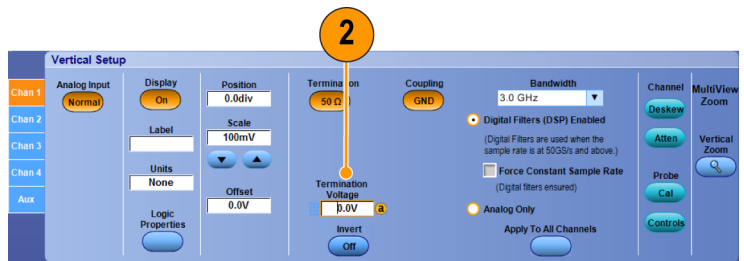 2
Vertical Setup
Chan 1
Chan 2
Chan 3
Chan 4
Aux
Analog Input
Normal
Display
On
Label
Units
None
Logic
Properties
Position
0.0div
Scale
100mV
Offset
0.0V
Termination
50 Ω
Termination
Voltage
0.0V
a
Invert
Off
Coupling
GND
Bandwidth
3.0 GHz
Digital Filters (DSP) Enabled
(Digital Filters are used when the
sample rate is at 50GS/s and above.)
Force Constant Sample Rate
(Digital filters ensured)
Analog Only
Apply To All Channels
Channel
Deskew
Atten
Probe
Cal
Controls
MultiView
Zoom
Vertical
Zoom